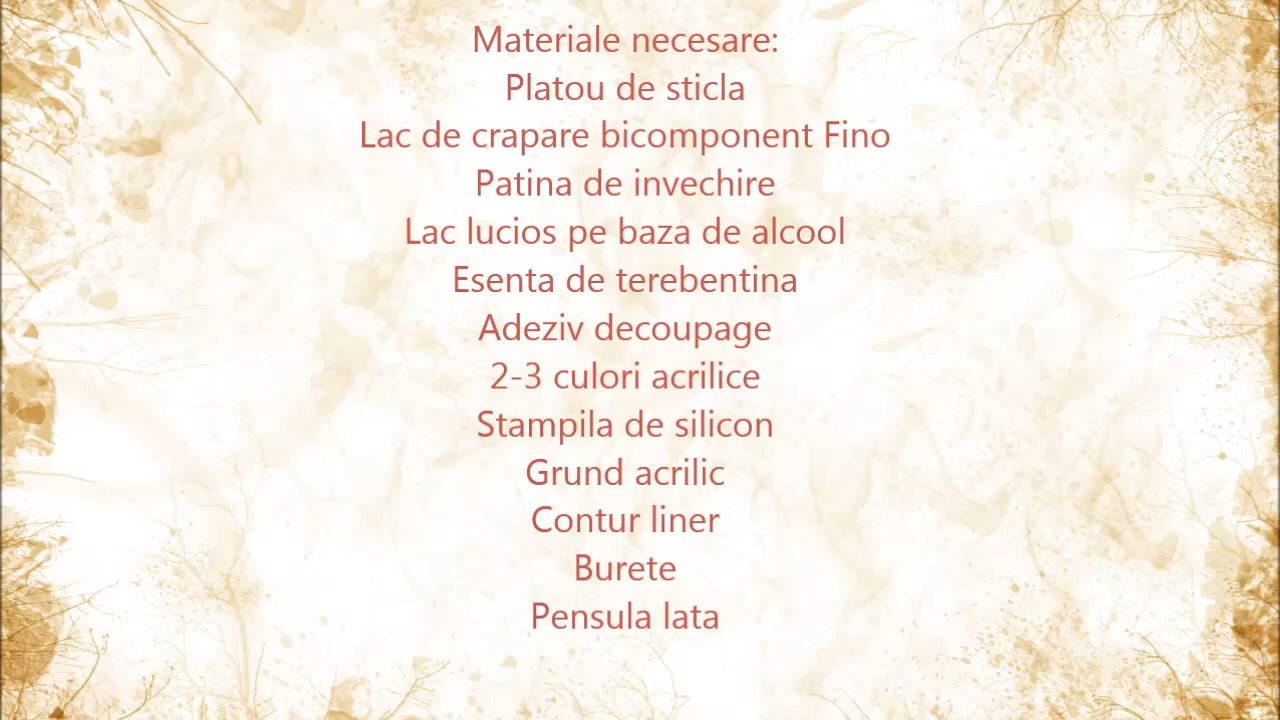 Materiale necesare:
Platou de sticla
Lac de crapare bicomponent Fino
Patina de invechire
Lac lucios pe baza de alcool
Esenta de terebentina
Adeziv decoupage
2-3 culori acrilice
Stampila de silicon
Grund acrilic
Contur liner
Burete
Pensula lata